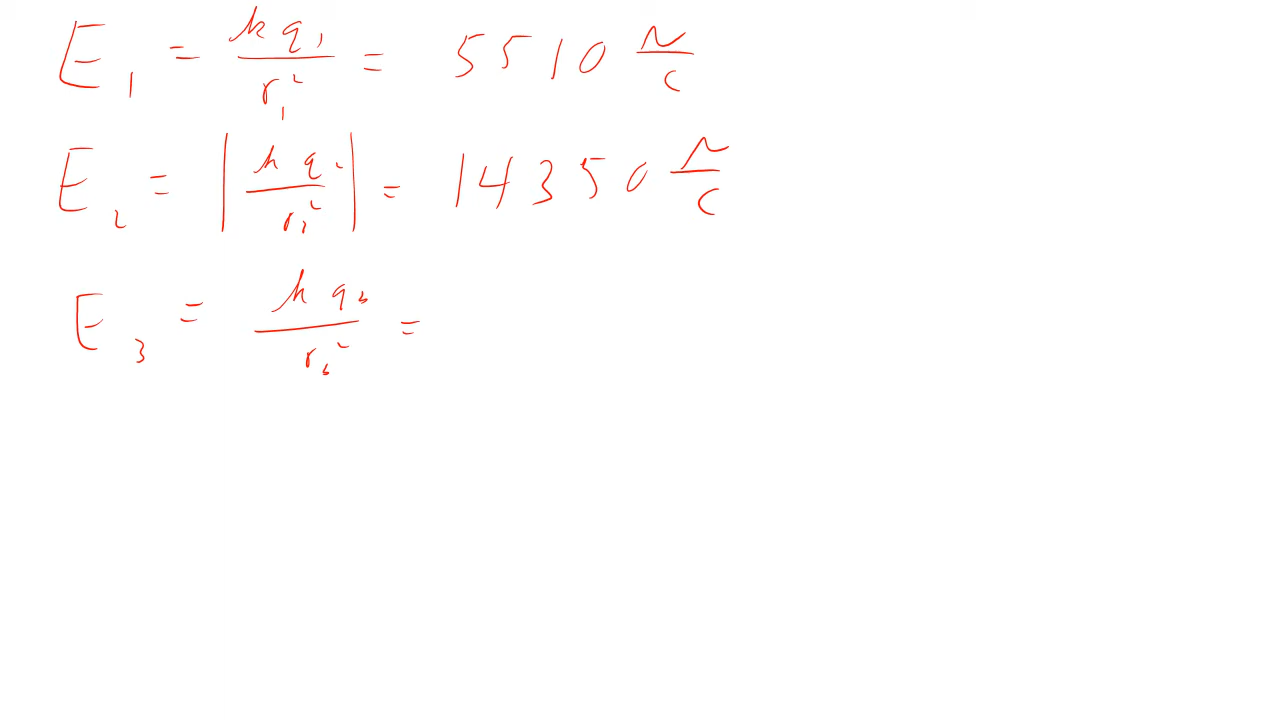 E₁ = kq₁/r₁² = 5510 N/C
E₂ = |kq₂/r₂²| = 14350 N/C
E₃ = kq₃/r₃² =